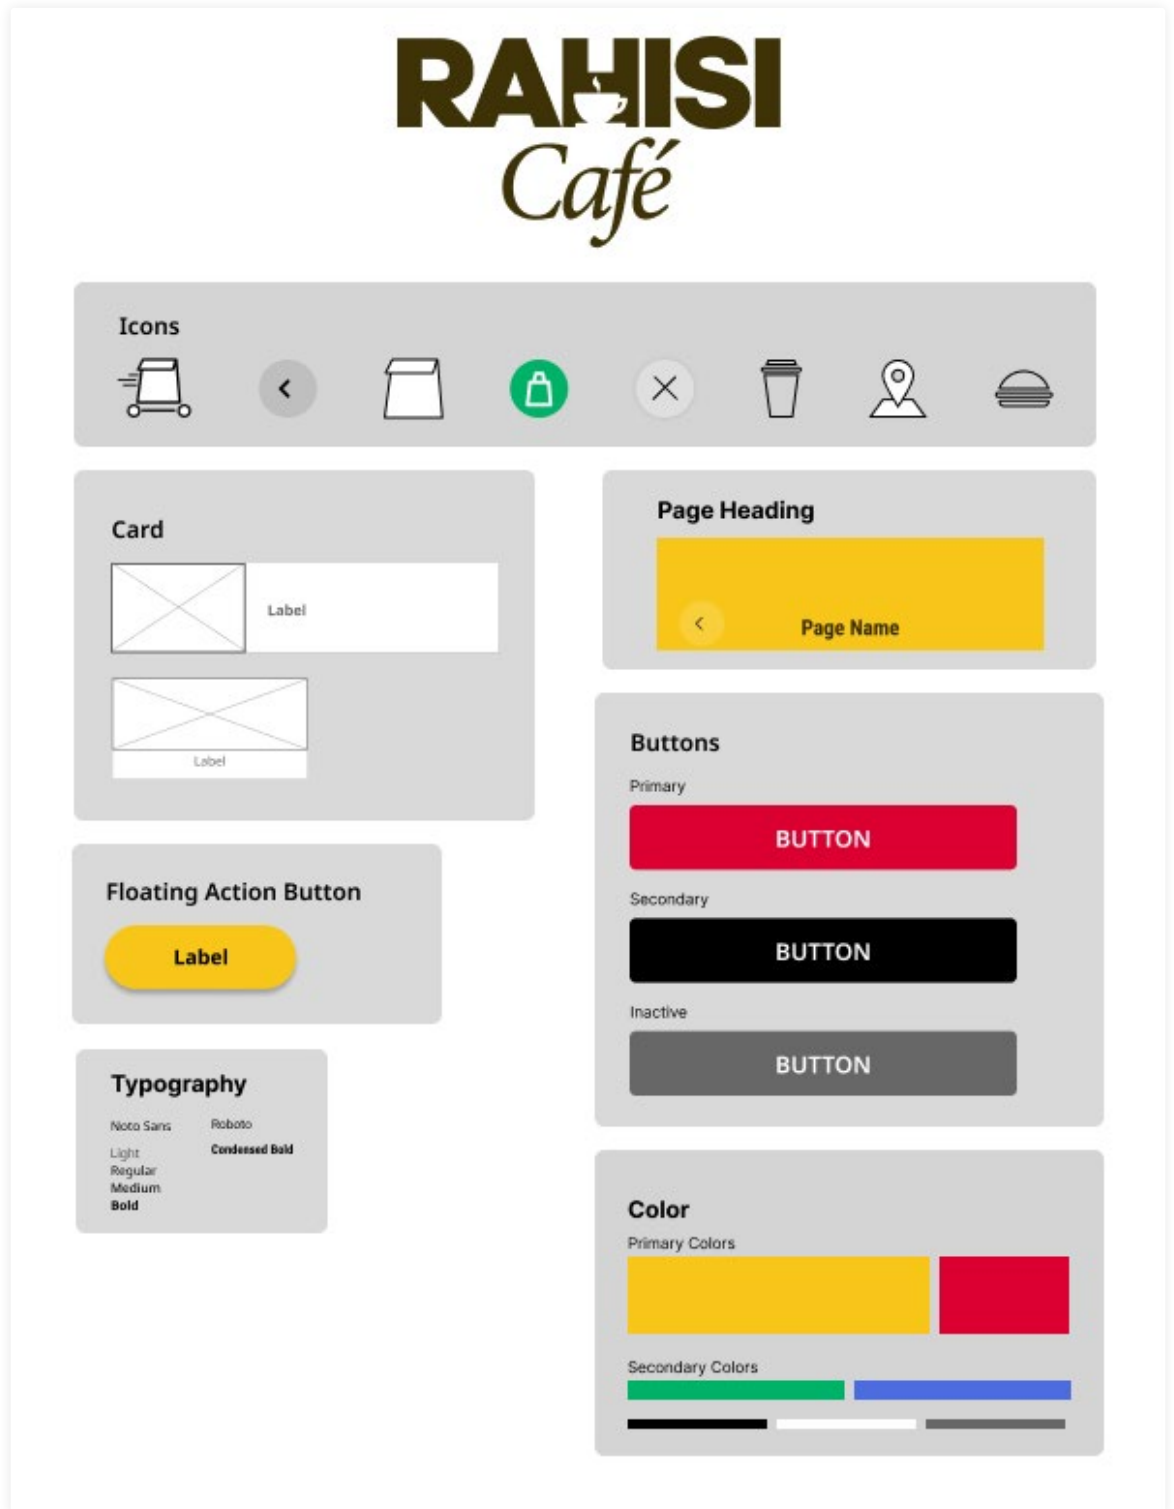 RAHISI
Café
Icons
Card
Label
Label
Page Heading
Page Name
Buttons
Primary
BUTTON
Secondary
BUTTON
Inactive
BUTTON
Floating Action Button
Label
Typography
Noto Sans
Light
Regular
Medium
Bold
Roboto
Condensed Bold
Color
Primary Colors
Secondary Colors